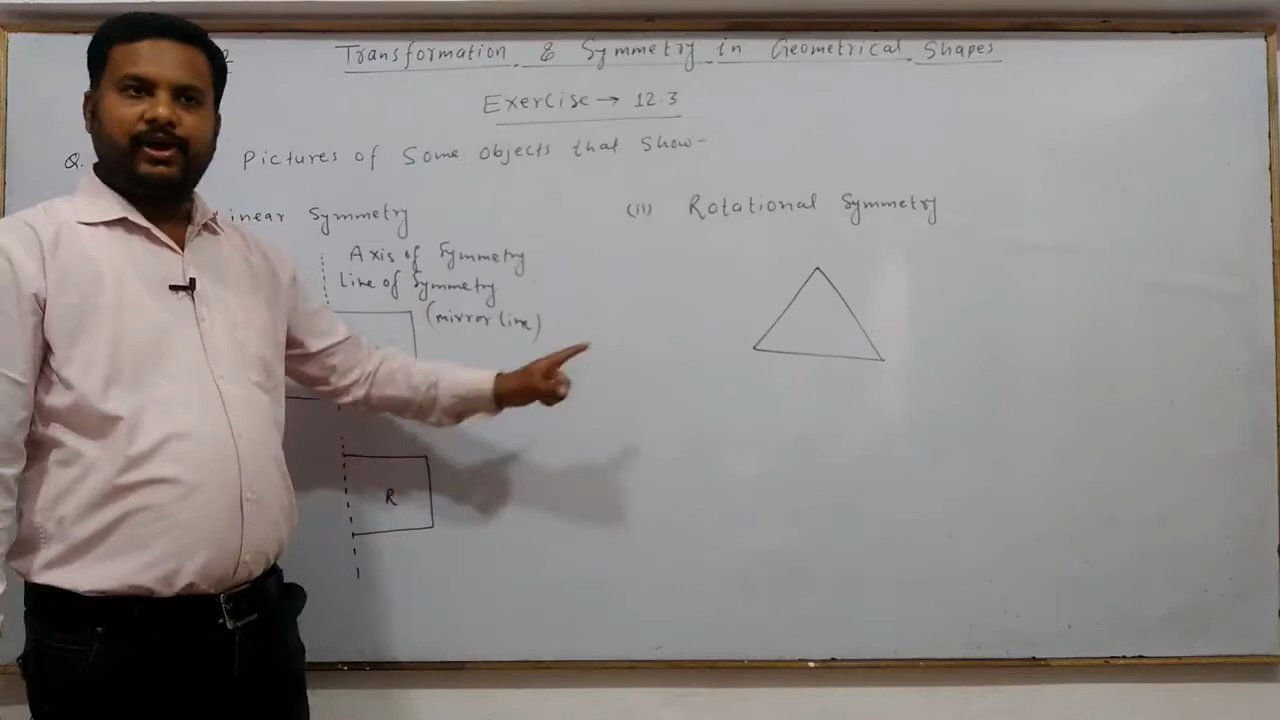 2 Transformation & Symmetry in Geometrical Shapes
Exercise → 12.3
Q. Pictures of Some Objects that Show-
inear Symmetry
(ii) Rotational Symmetry
Axis of Symmetry
Line of Symmetry
(mirror line)
R